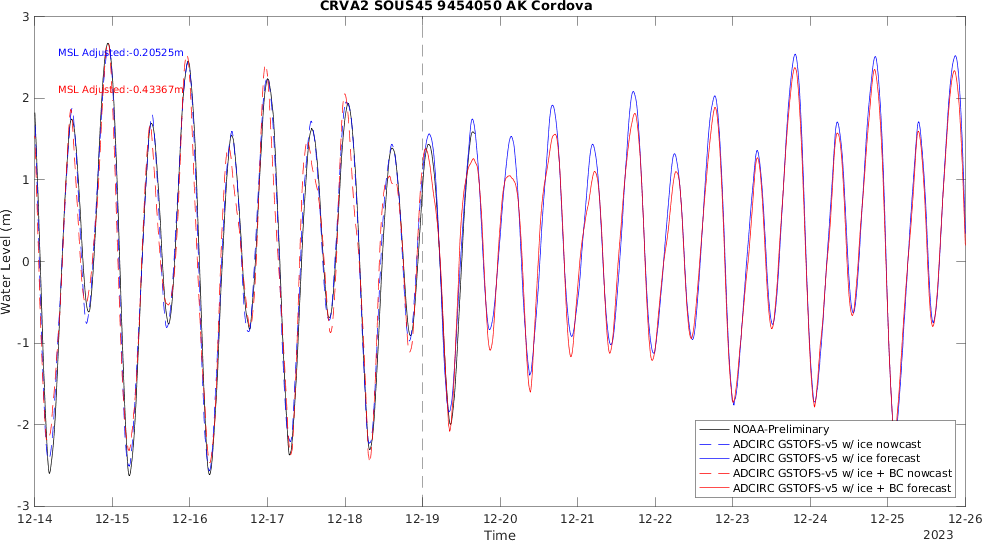 CRVA2 SOUS45 9454050 AK Cordova
3
2
1
0
-1
-2
-3
Water Level (m)
MSL Adjusted:-0.20525m
MSL Adjusted:-0.43367m
NOAA-Preliminary
ADCIRC GSTOFS-v5 w/ ice nowcast
ADCIRC GSTOFS-v5 w/ ice forecast
ADCIRC GSTOFS-v5 w/ ice + BC nowcast
ADCIRC GSTOFS-v5 w/ ice + BC forecast
12-14 12-15 12-16 12-17 12-18 12-19 12-20 12-21 12-22 12-23 12-24 12-25 12-26
Time
2023